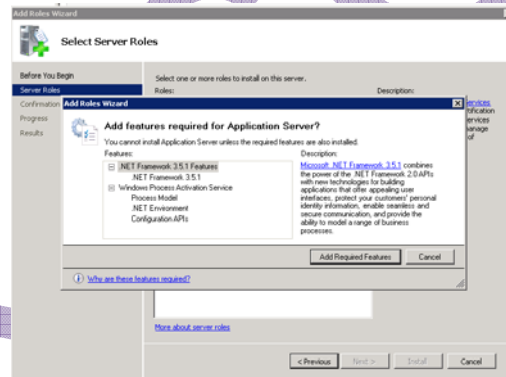 Add Roles Wizard
Select Server Roles
Before You Begin
Server Roles
Confirmation
Progress
Results
Select one or more roles to install on this server.
Roles:
Description:
Add Roles Wizard
Add features required for Application Server?
You cannot install Application Server unless the required features are also installed.
Features:
.NET Framework 3.5.1 Features
.NET Framework 3.5.1
Windows Process Activation Service
Process Model
.NET Environment
Configuration APIs
Description:
Microsoft .NET Framework 3.5.1 combines
the power of the .NET Framework 2.0 APIs
with new technologies for building
applications that offer appealing user
interfaces, protect your customers' personal
identity information, enable seamless and
secure communication, and provide the
ability to model a range of business
processes.
Add Required Features
Cancel
Why are these features required?
More about server roles
< Previous
Next >
Install
Cancel